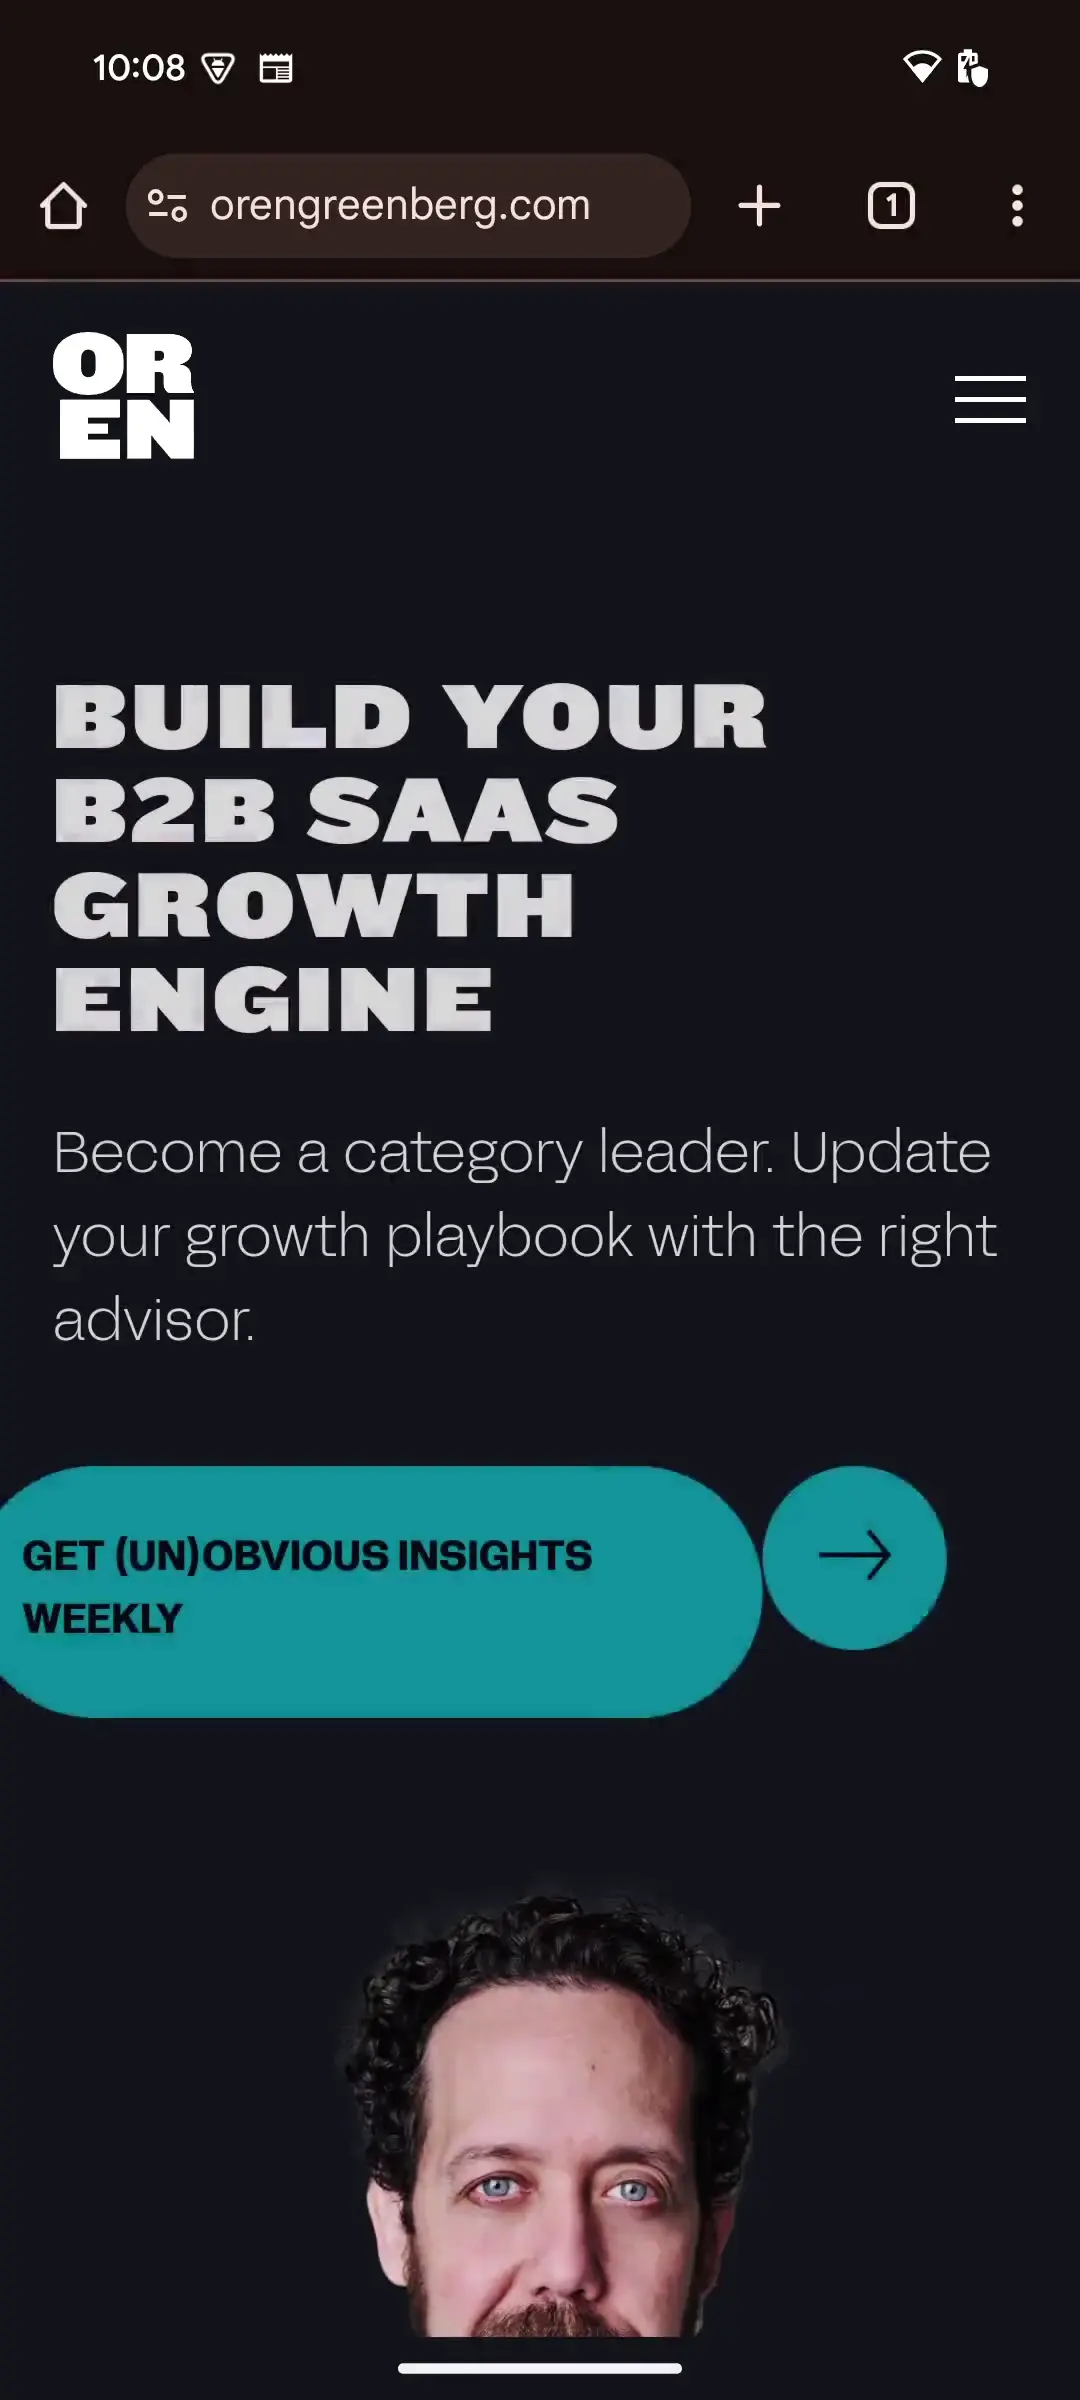 10:08
orengreenberg.com
1
OR
EN
BUILD YOUR
B2B SAAS
GROWTH
ENGINE
Become a category leader. Update
your growth playbook with the right
advisor.
GET (UN)OBVIOUS INSIGHTS
WEEKLY